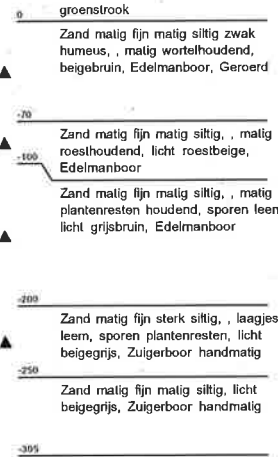 0
groenstrook
Zand matig fijn matig siltig zwak
humeus, , matig wortelhoudend,
beigebruin, Edelmanboor, Geroerd
-70
Zand matig fijn matig siltig, , matig
roesthoudend, licht roestbeige,
Edelmanboor
-100
Zand matig fijn matig siltig, , matig
plantenresten houdend, sporen leem
licht grijsbruin, Edelmanboor
-200
Zand matig fijn sterk siltig, , laagjes
leem, sporen plantenresten, licht
beigegrijs, Zuigerboor handmatig
-250
Zand matig fijn matig siltig, licht
beigegrijs, Zuigerboor handmatig
-305